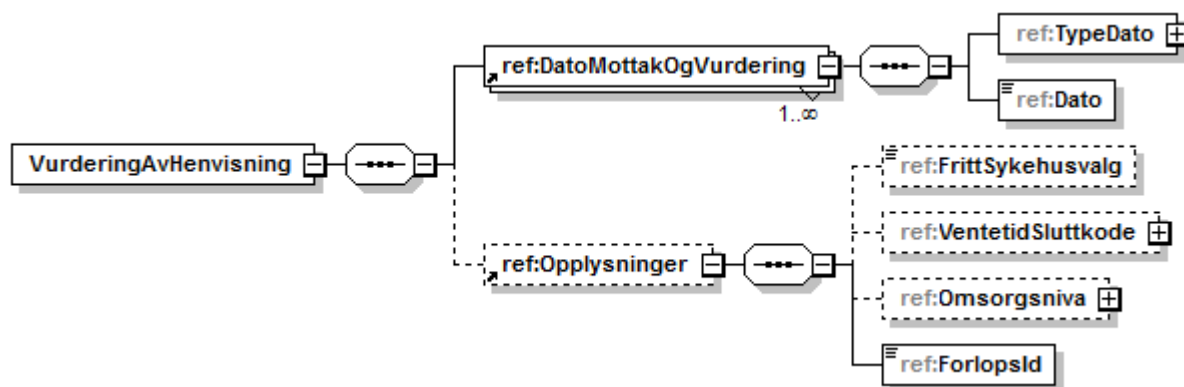 ref:TypeDato
ref:DatoMottakOgVurdering
ref:Dato
1..∞
VurderingAvHenvisning
ref:FrittSykehusvalg
ref:VentetidSluttkode
ref:Opplysninger
ref:Omsorgsniva
ref:ForlopsId